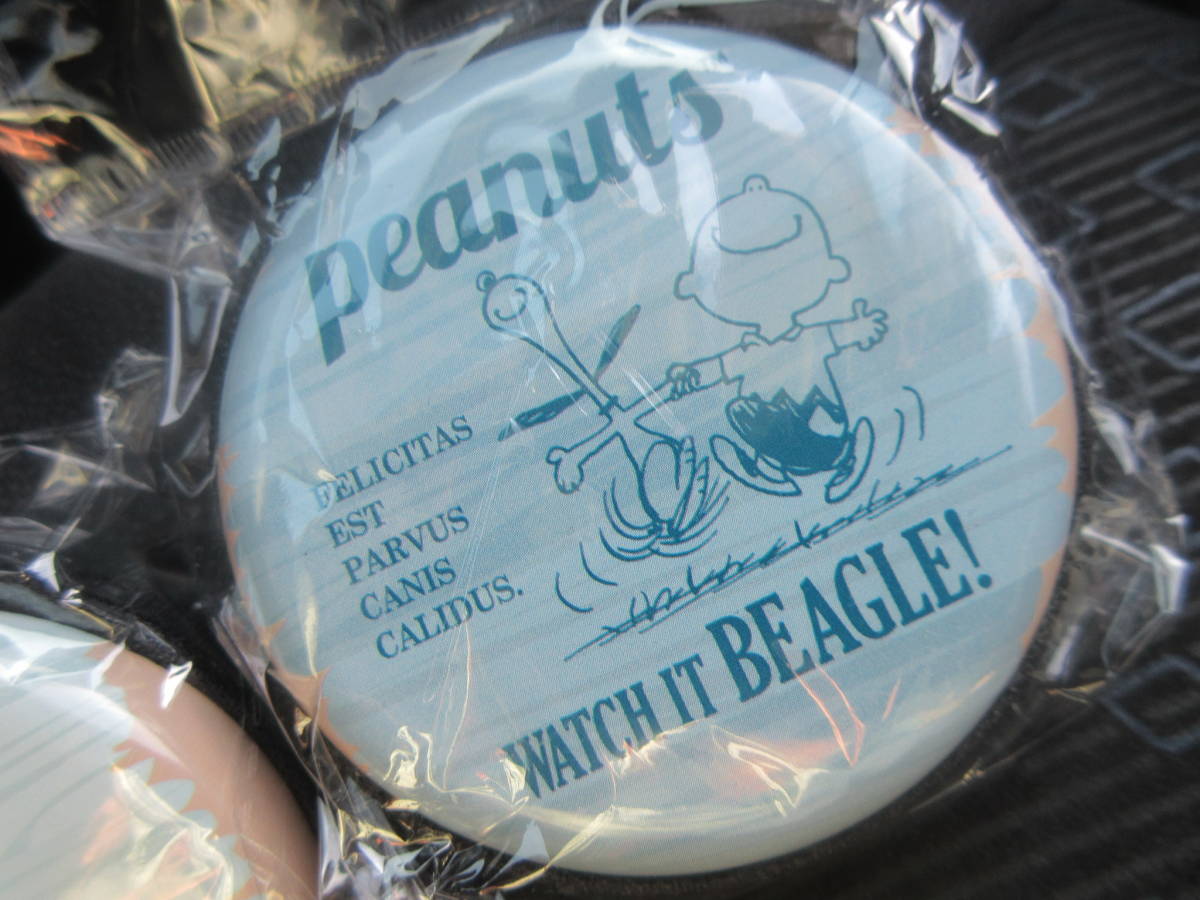 peanuts
FELICITAS
EST
PARVUS
CANIS
CALIDUS.
WATCH IT BEAGLE!